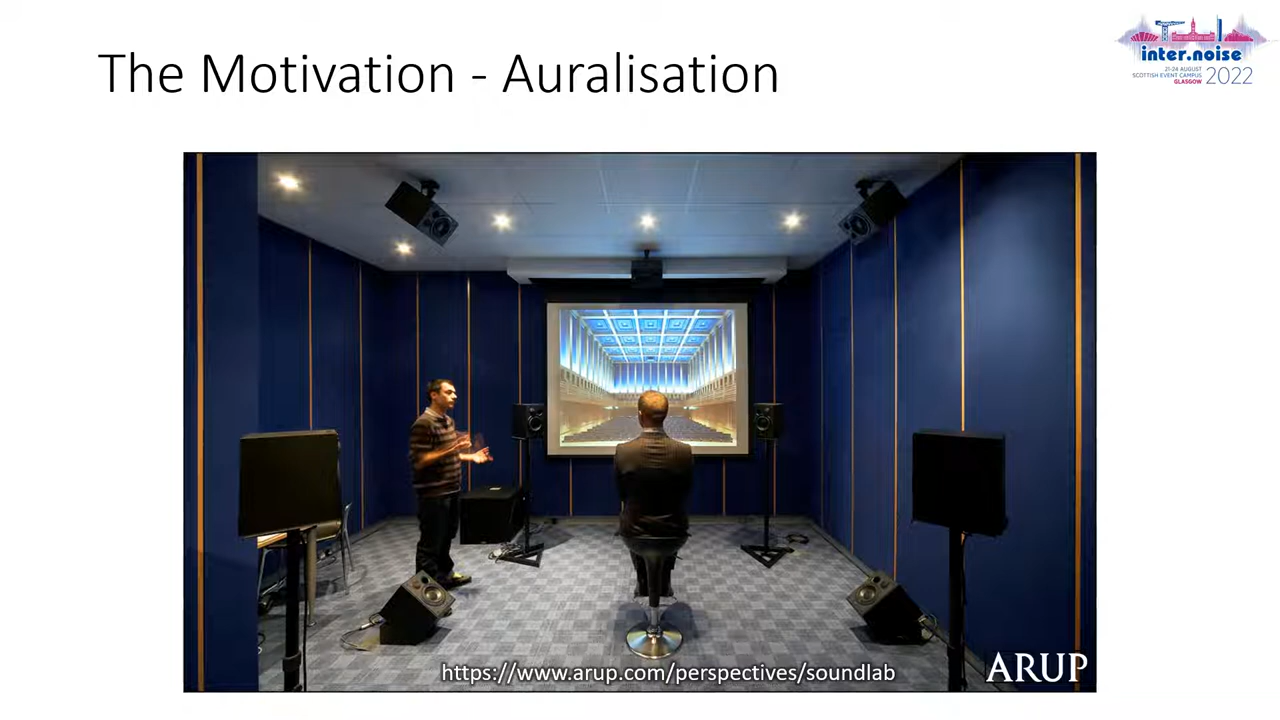 The Motivation - Auralisation
inter.noise
21-24 AUGUST
SCOTTISH EVENT CAMPUS
GLASGOW
2022
https://www.arup.com/perspectives/soundlab
ARUP